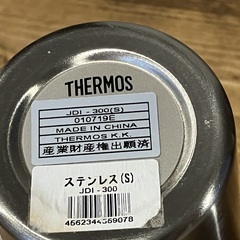 THERMOS
JDI-300(S)
010719E
MADE IN CHINA
THERMOS K.K.
産業財産権出願済
ステンレス(S)
JDI-300
4562344369078